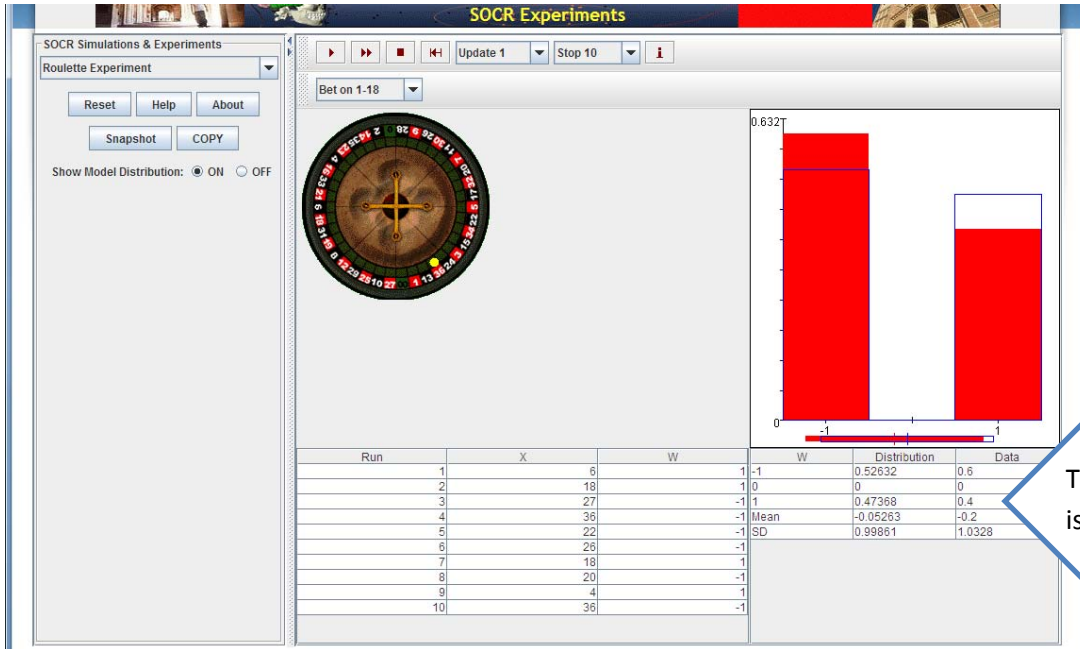 SOCR Experiments
SOCR Simulations & Experiments
Roulette Experiment
Reset Help About
Snapshot COPY
Show Model Distribution: ON OFF
Update 1 Stop 10 i
Bet on 1-18
0.632
0
-1 1
Run X W
1 6 1
2 18 1
3 27 -1
4 36 -1
5 22 -1
6 26 -1
7 18 1
8 20 -1
9 4 1
10 36 -1
W Distribution Data
-1 0.52632 0.6
0 0 0
1 0.47368 0.4
Mean -0.05263 -0.2
SD 0.99861 1.0328
T
is